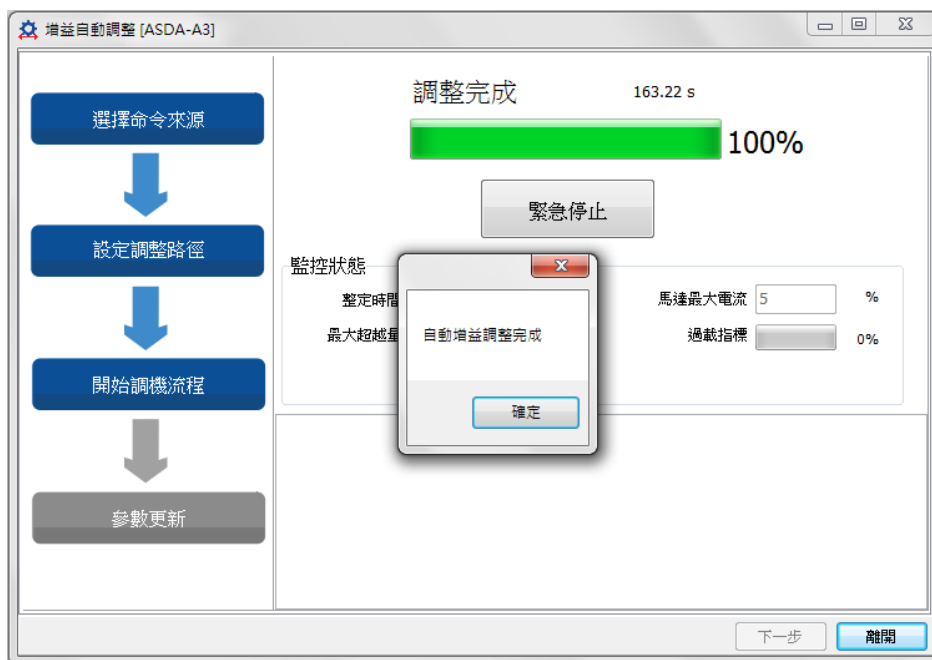 增益自動調整 [ASDA-A3]
選擇命令來源
設定調整路徑
開始調機流程
參數更新
調整完成 163.22 s
100%
緊急停止
監控狀態
整定時間
最大超越量
馬達最大電流 5 %
過載指標 0%
自動增益調整完成
確定
下一步 離開